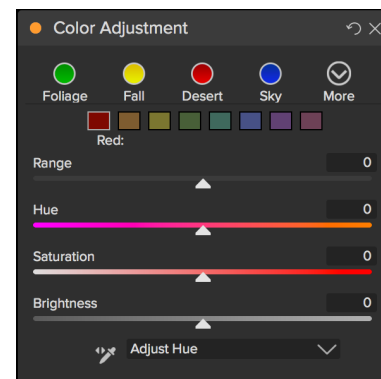 Color Adjustment
Foliage Fall Desert Sky More
Red:
Range 0
Hue 0
Saturation 0
Brightness 0
Adjust Hue